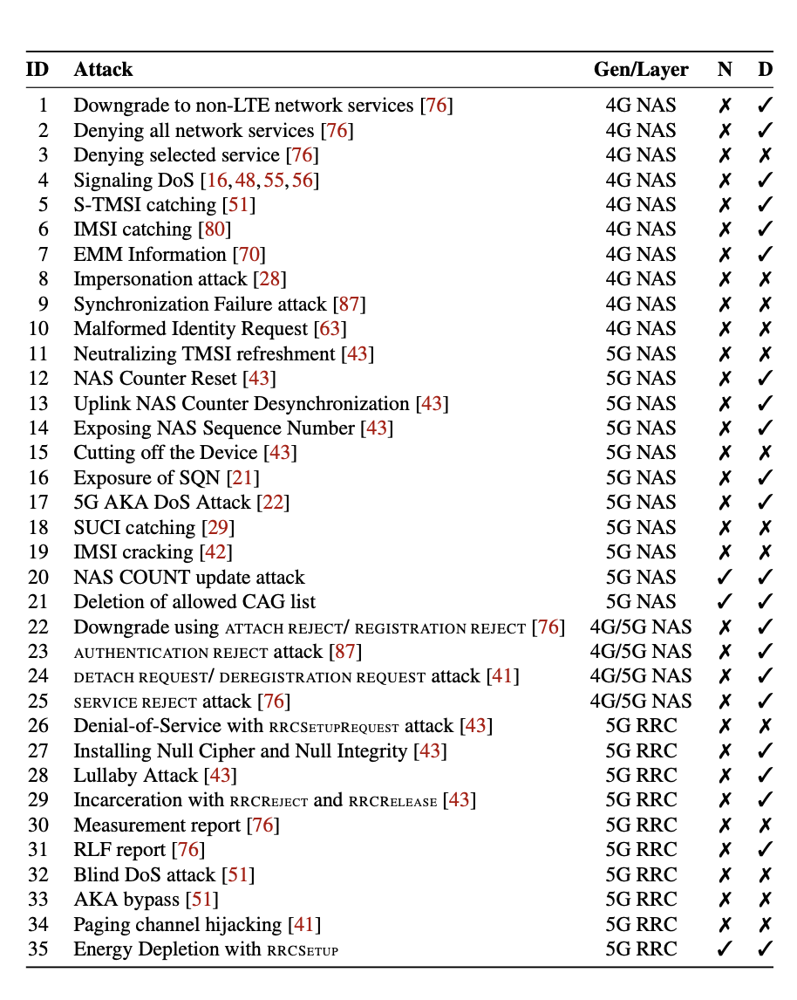 ID Attack Gen/Layer N D
1 Downgrade to non-LTE network services [76] 4G NAS ✗ ✓
2 Denying all network services [76] 4G NAS ✗ ✓
3 Denying selected service [76] 4G NAS ✗ ✗
4 Signaling DoS [16, 48, 55, 56] 4G NAS ✗ ✓
5 S-TMSI catching [51] 4G NAS ✗ ✓
6 IMSI catching [80] 4G NAS ✗ ✓
7 EMM Information [70] 4G NAS ✗ ✓
8 Impersonation attack [28] 4G NAS ✗ ✗
9 Synchronization Failure attack [87] 4G NAS ✗ ✗
10 Malformed Identity Request [63] 4G NAS ✗ ✗
11 Neutralizing TMSI refreshment [43] 5G NAS ✗ ✗
12 NAS Counter Reset [43] 5G NAS ✗ ✓
13 Uplink NAS Counter Desynchronization [43] 5G NAS ✗ ✓
14 Exposing NAS Sequence Number [43] 5G NAS ✗ ✓
15 Cutting off the Device [43] 5G NAS ✗ ✗
16 Exposure of SQN [21] 5G NAS ✗ ✓
17 5G AKA DoS Attack [22] 5G NAS ✗ ✓
18 SUCI catching [29] 5G NAS ✗ ✗
19 IMSI cracking [42] 5G NAS ✗ ✗
20 NAS COUNT update attack 5G NAS ✓ ✓
21 Deletion of allowed CAG list 5G NAS ✓ ✓
22 Downgrade using ATTACH REJECT/ REGISTRATION REJECT [76] 4G/5G NAS ✗ ✓
23 AUTHENTICATION REJECT attack [87] 4G/5G NAS ✗ ✓
24 DETACH REQUEST/ DEREGISTRATION REQUEST attack [41] 4G/5G NAS ✗ ✓
25 SERVICE REJECT attack [76] 4G/5G NAS ✗ ✓
26 Denial-of-Service with RRCSETUPREQUEST attack [43] 5G RRC ✗ ✗
27 Installing Null Cipher and Null Integrity [43] 5G RRC ✗ ✓
28 Lullaby Attack [43] 5G RRC ✗ ✓
29 Incarceration with RRCREJECT and RRCRELEASE [43] 5G RRC ✗ ✓
30 Measurement report [76] 5G RRC ✗ ✗
31 RLF report [76] 5G RRC ✗ ✓
32 Blind DoS attack [51] 5G RRC ✗ ✗
33 AKA bypass [51] 5G RRC ✗ ✗
34 Paging channel hijacking [41] 5G RRC ✗ ✗
35 Energy Depletion with RRCSETUP 5G RRC ✓ ✓